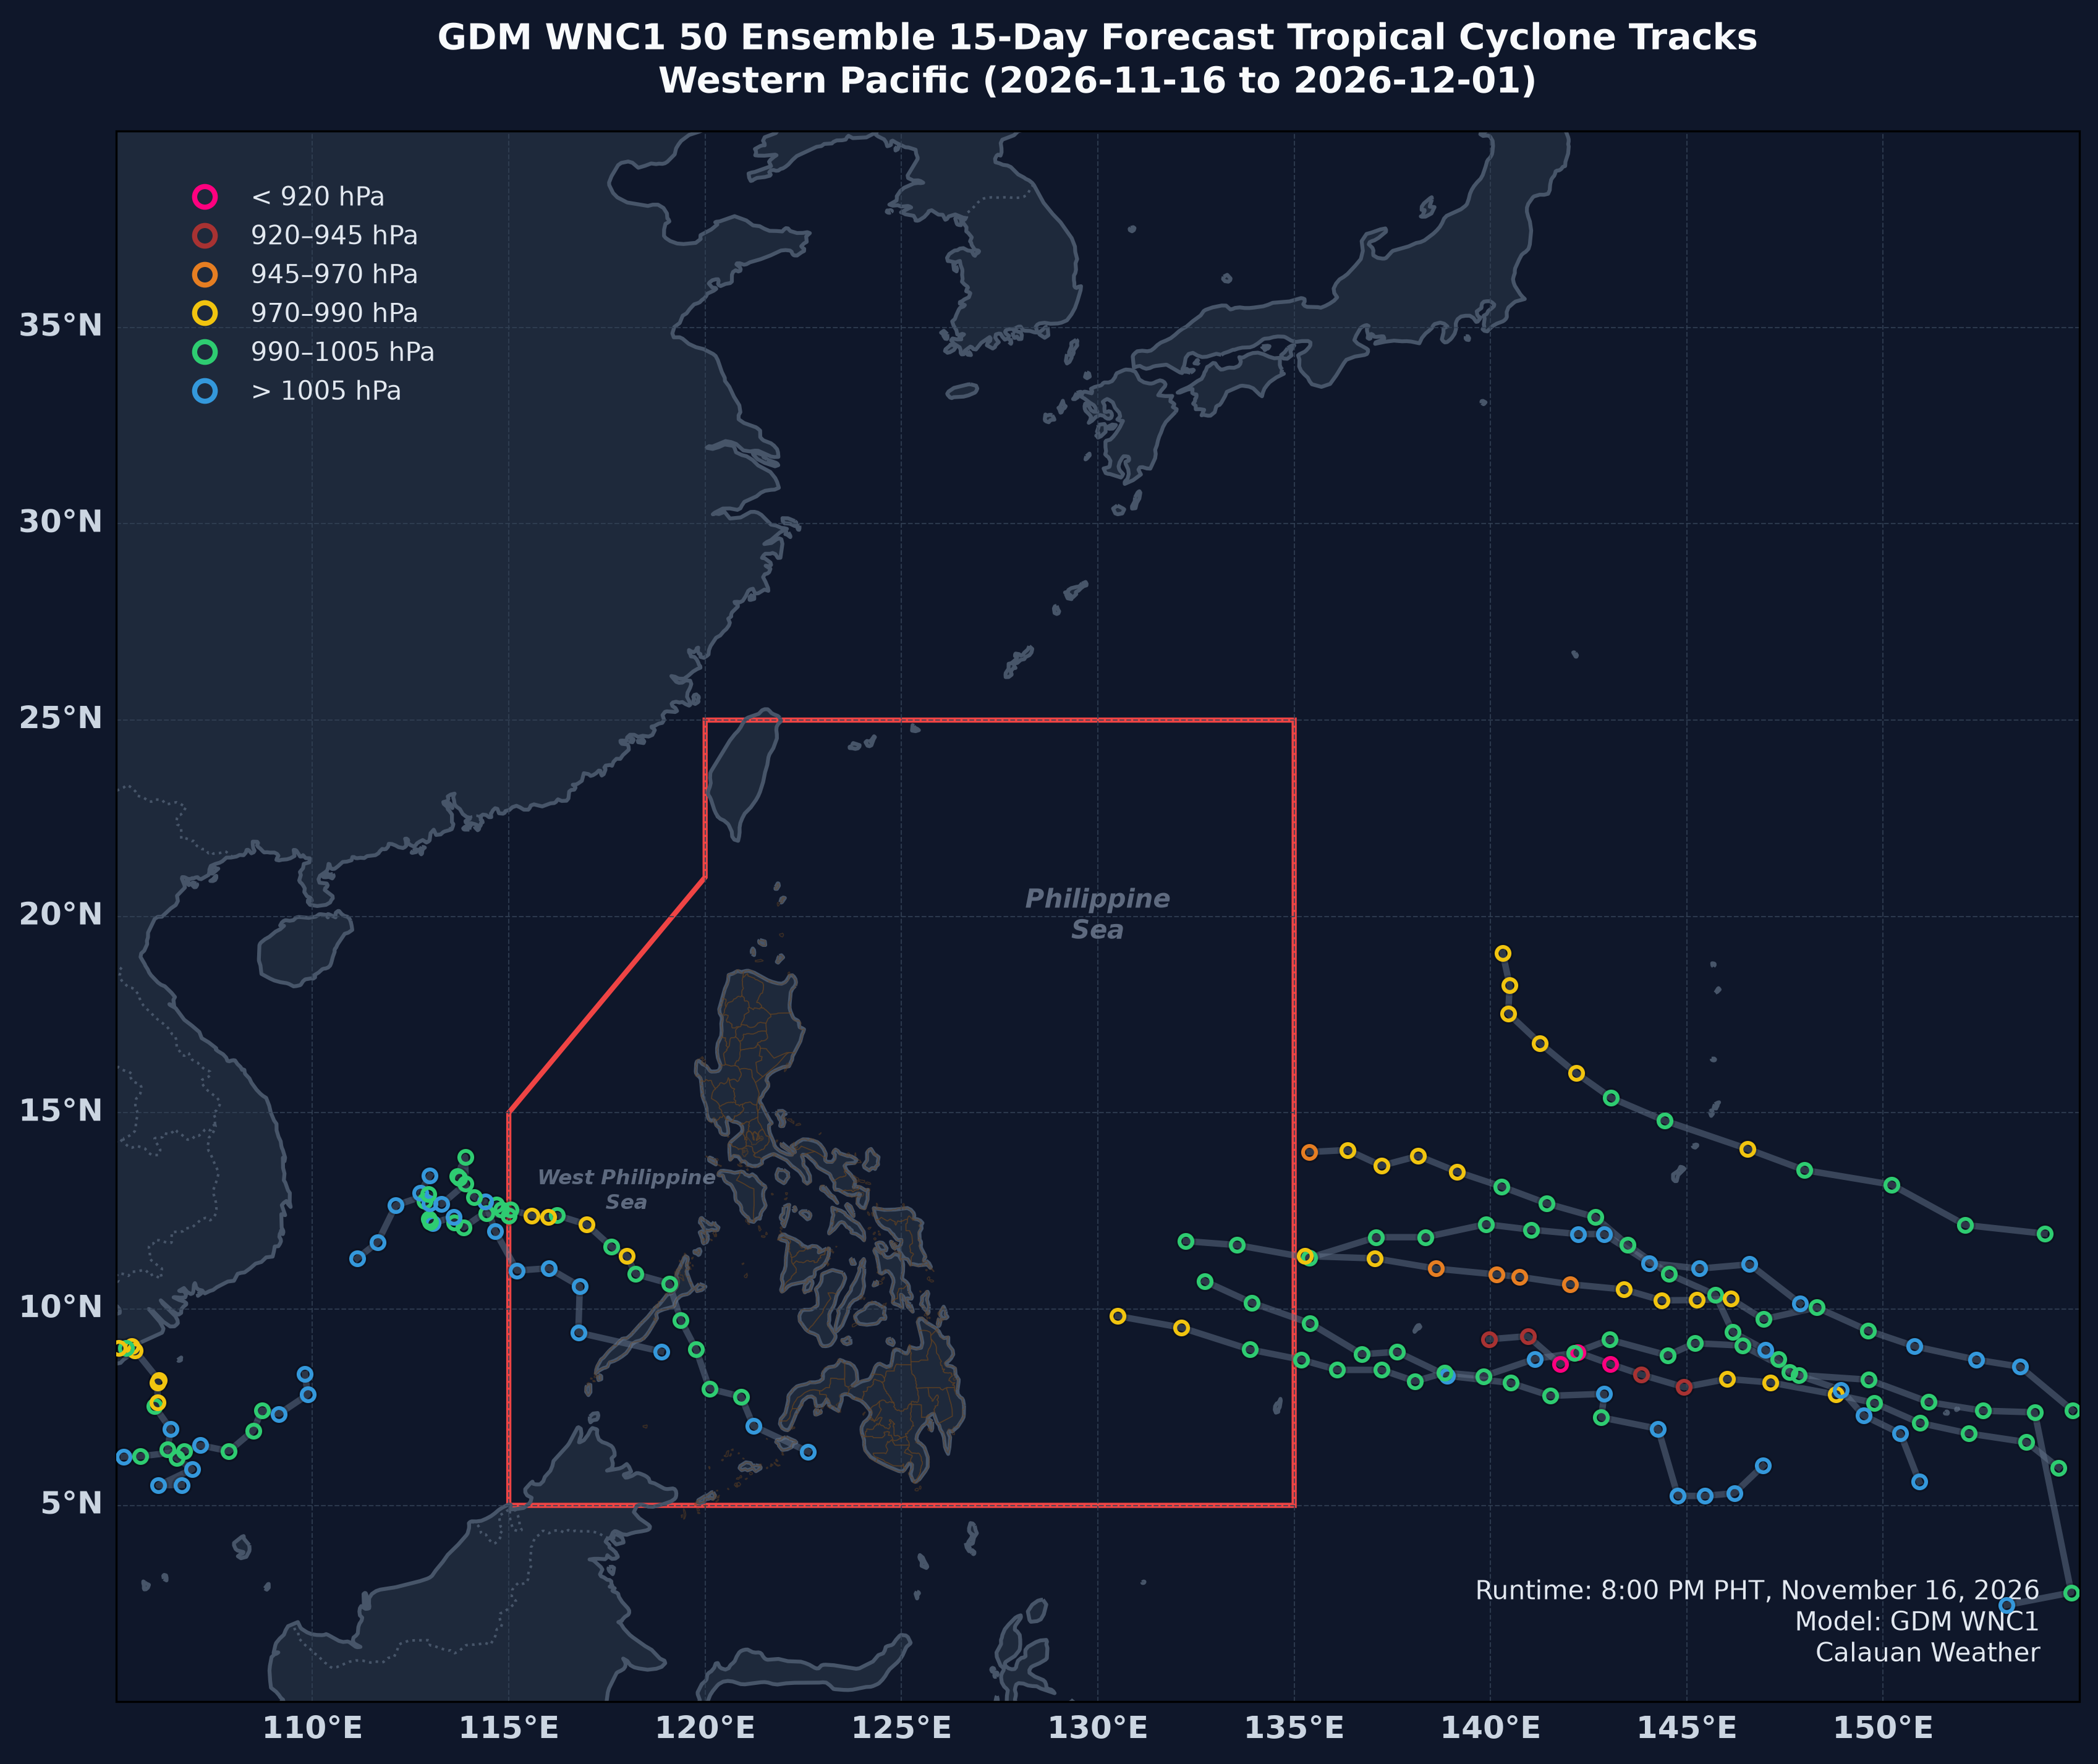 GDM WNC1 50 Ensemble 15-Day Forecast Tropical Cyclone Tracks
Western Pacific (2026-11-16 to 2026-12-01)
< 920 hPa
920–945 hPa
945–970 hPa
970–990 hPa
990–1005 hPa
> 1005 hPa
35°N
30°N
25°N
20°N
15°N
10°N
5°N
Philippine
Sea
West Philippine
Sea
Runtime: 8:00 PM PHT, November 16, 2026
Model: GDM WNC1
Calauan Weather
110°E
115°E
120°E
125°E
130°E
135°E
140°E
145°E
150°E